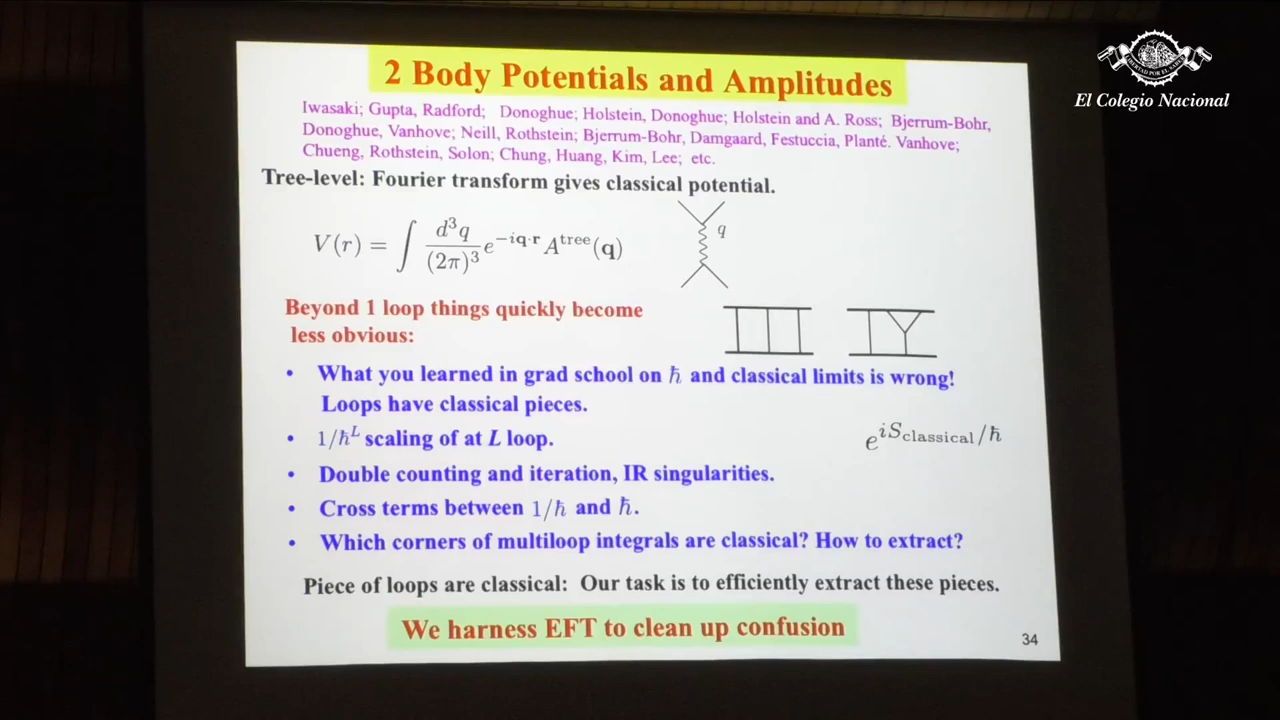 2 Body Potentials and Amplitudes
Iwasaki; Gupta, Radford; Donoghue; Holstein, Donoghue; Holstein and A. Ross; Bjerrum-Bohr,
Donoghue, Vanhove; Neill, Rothstein; Bjerrum-Bohr, Damgaard, Festuccia, Planté. Vanhove;
Chueng, Rothstein, Solon; Chung, Huang, Kim, Lee; etc.
Tree-level: Fourier transform gives classical potential.
V(r) = ∫ d³q/(2π)³ e^{−iq·r} A^{tree}(q)
q
Beyond 1 loop things quickly become
less obvious:
• What you learned in grad school on ℏ and classical limits is wrong!
Loops have classical pieces.
• 1/ℏ^L scaling of at L loop.
e^{iS_{classical}/ℏ}
• Double counting and iteration, IR singularities.
• Cross terms between 1/ℏ and ℏ.
• Which corners of multiloop integrals are classical? How to extract?
Piece of loops are classical: Our task is to efficiently extract these pieces.
We harness EFT to clean up confusion
34
El Colegio Nacional